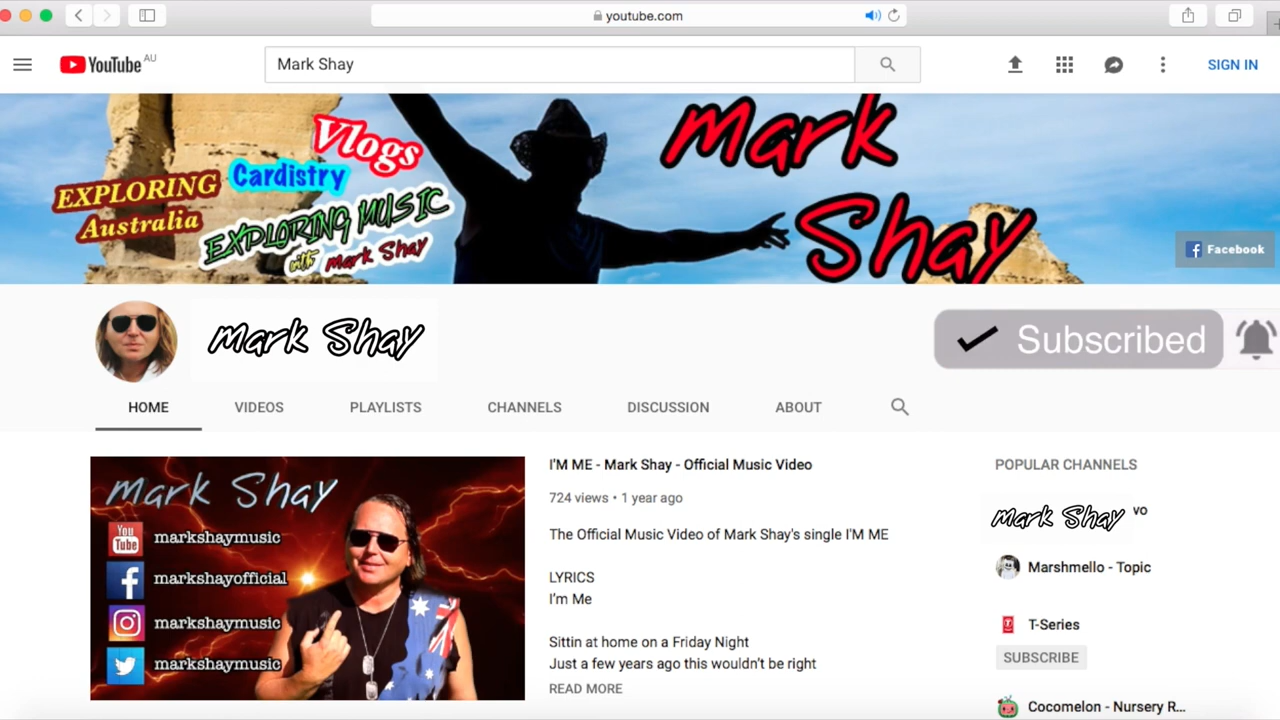 youtube.com
YouTube AU
Mark Shay
SIGN IN
Vlogs
Cardistry
EXPLORING
Australia
EXPLORING MUSIC
with Mark Shay
Mark
Shay
Facebook
Mark Shay
Subscribed
HOME
VIDEOS
PLAYLISTS
CHANNELS
DISCUSSION
ABOUT
Mark Shay
You
Tube
markshaymusic
markshayofficial
markshaymusic
markshaymusic
I'M ME - Mark Shay - Official Music Video
724 views • 1 year ago
The Official Music Video of Mark Shay's single I'M ME
LYRICS
I'm Me
Sittin at home on a Friday Night
Just a few years ago this wouldn't be right
READ MORE
POPULAR CHANNELS
Mark Shay VO
Marshmello - Topic
T-Series
SUBSCRIBE
Cocomelon - Nursery R...